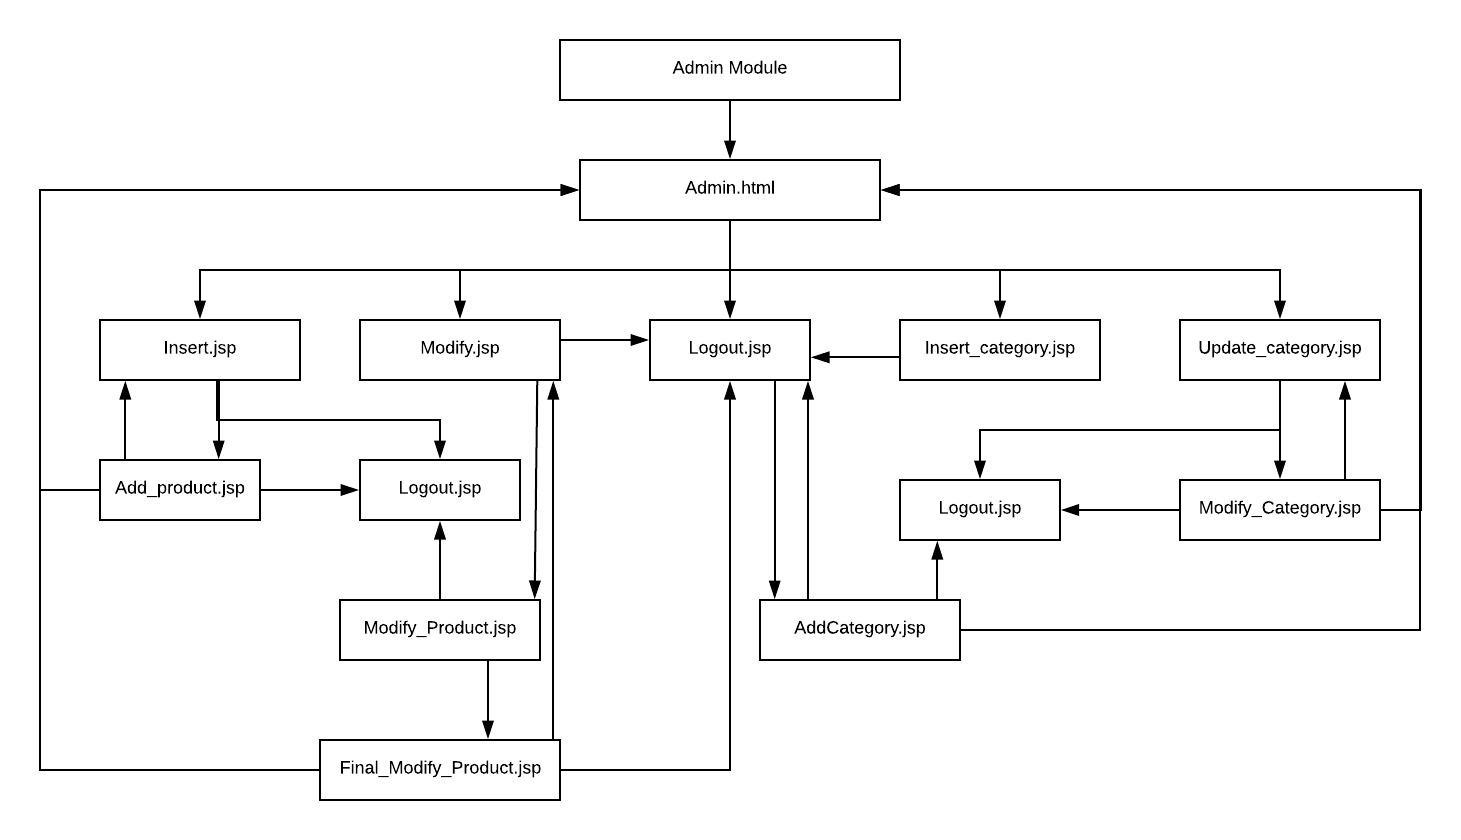 Admin Module
Admin.html
Insert.jsp
Modify.jsp
Logout.jsp
Insert_category.jsp
Update_category.jsp
Add_product.jsp
Logout.jsp
Logout.jsp
Modify_Category.jsp
Modify_Product.jsp
AddCategory.jsp
Final_Modify_Product.jsp